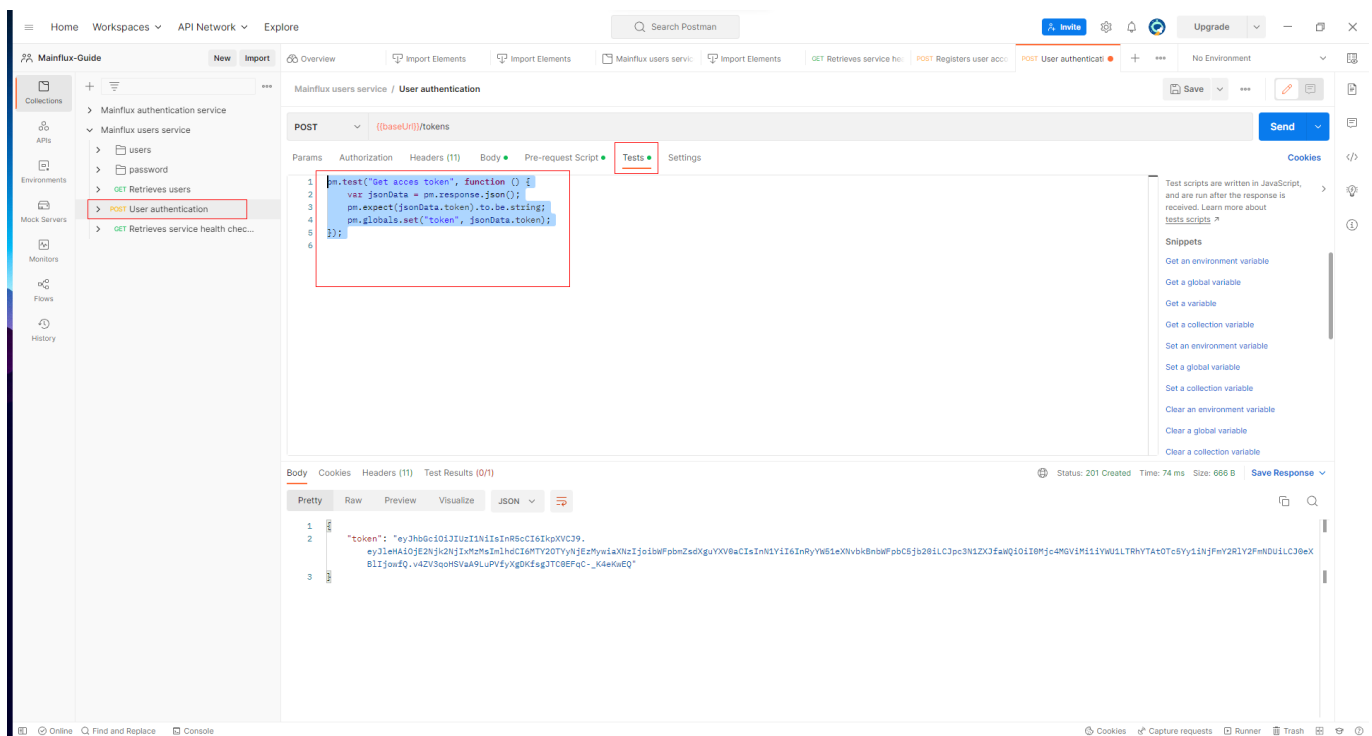 Home Workspaces API Network Explore
Search Postman
Invite
Upgrade
Mainflux-Guide
New Import
Overview
Import Elements
Import Elements
Mainflux users servic
Import Elements
GET Retrieves service hea
POST Registers user acco
POST User authenticati
No Environment
Collections
APIs
Environments
Mock Servers
Monitors
Flows
History
Mainflux authentication service
Mainflux users service
users
password
GET Retrieves users
POST User authentication
GET Retrieves service health chec...
Mainflux users service / User authentication
Save
POST
{{baseUrl}}/tokens
Send
Params Authorization Headers (11) Body Pre-request Script Tests Settings
Cookies
1 pm.test("Get acces token", function () {
2 var jsonData = pm.response.json();
3 pm.expect(jsonData.token).to.be.string;
4 pm.globals.set("token", jsonData.token);
5 });
6
Test scripts are written in JavaScript,
and are run after the response is
received. Learn more about
tests scripts
Snippets
Get an environment variable
Get a global variable
Get a variable
Get a collection variable
Set an environment variable
Set a global variable
Set a collection variable
Clear an environment variable
Clear a global variable
Clear a collection variable
Body Cookies Headers (11) Test Results (0/1)
Status: 201 Created Time: 74 ms Size: 666 B Save Response
Pretty Raw Preview Visualize JSON
1
2 "token":
3
Online Find and Replace Console
Cookies Capture requests Runner Trash